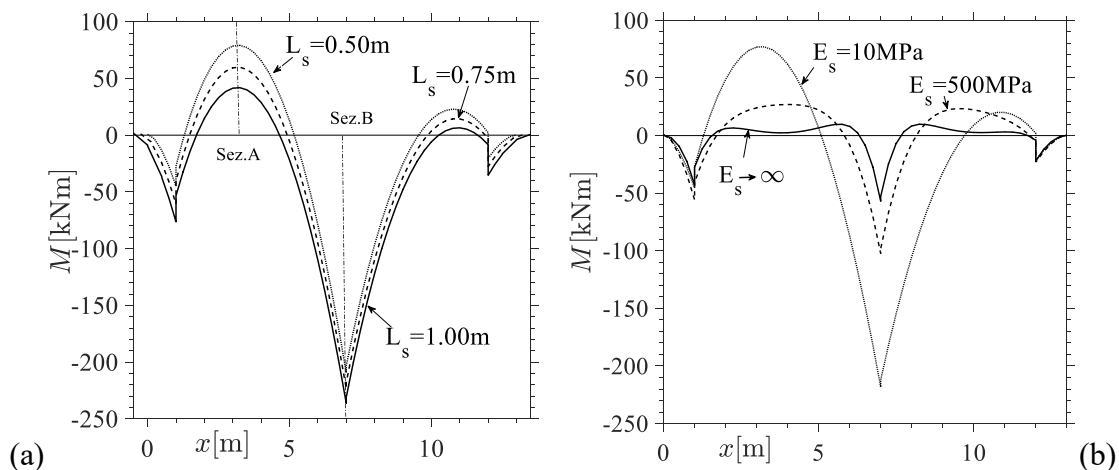 100
50
0
-50
-100
-150
-200
-250
M[kNm]
L_s=0.50m
L_s=0.75m
Sez.B
Sez.A
L_s=1.00m
0
5
10
x[m]
(a)
100
50
0
-50
-100
-150
-200
-250
M[kNm]
E_s=10MPa
E_s=500MPa
E_s→∞
0
5
10
x[m]
(b)